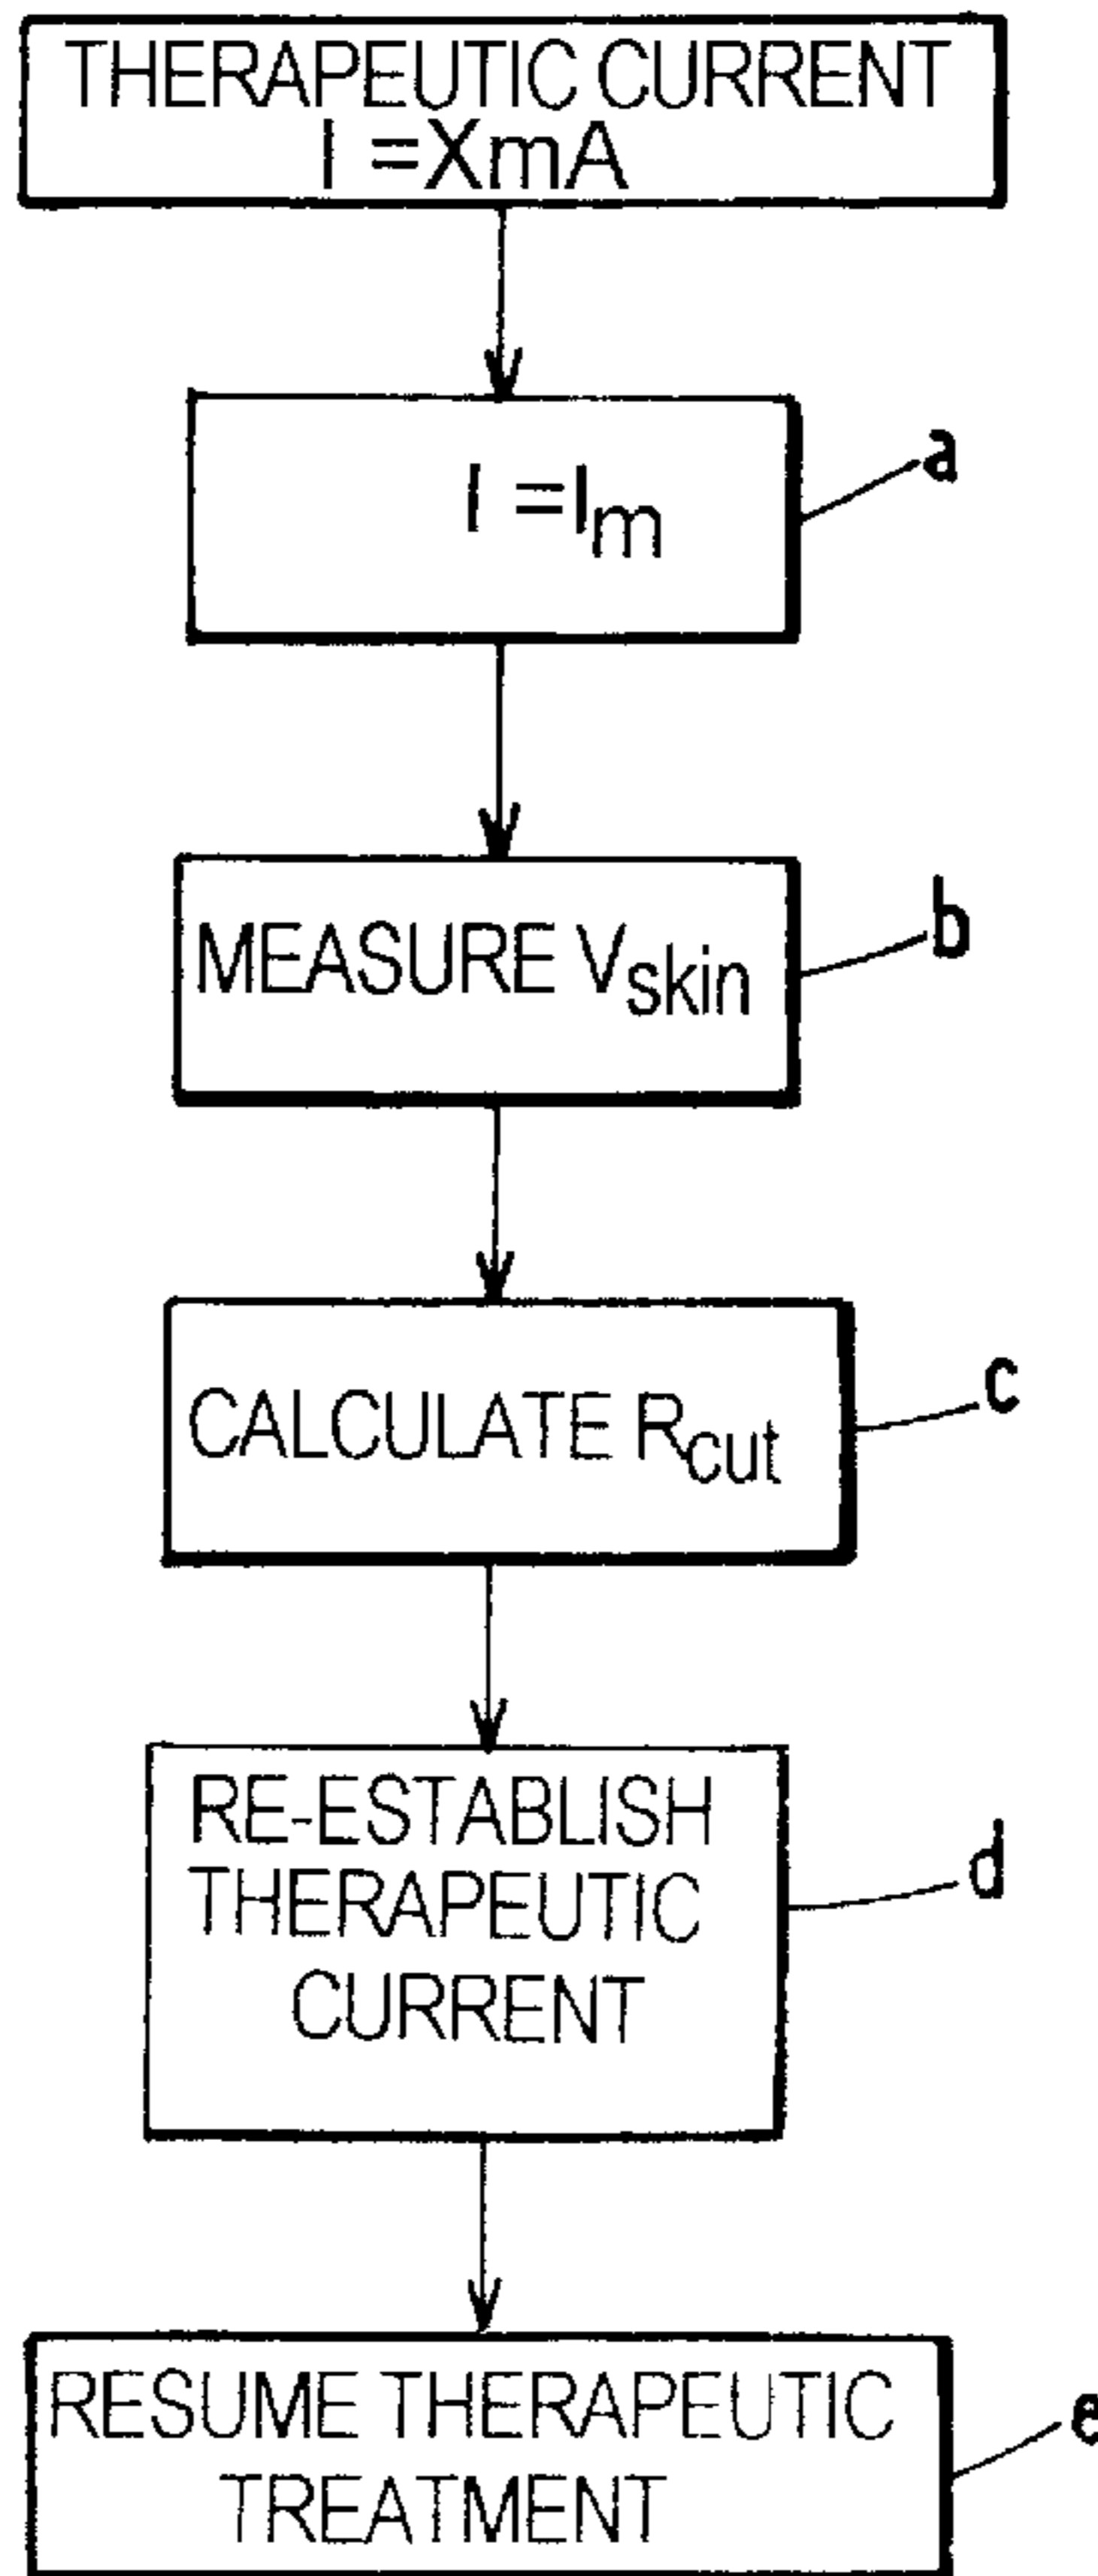 THERAPEUTIC CURRENT
I =XmA
I =Im
a
MEASURE Vskin
b
CALCULATE Rcut
c
RE-ESTABLISH
THERAPEUTIC
CURRENT
d
RESUME THERAPEUTIC
TREATMENT
e